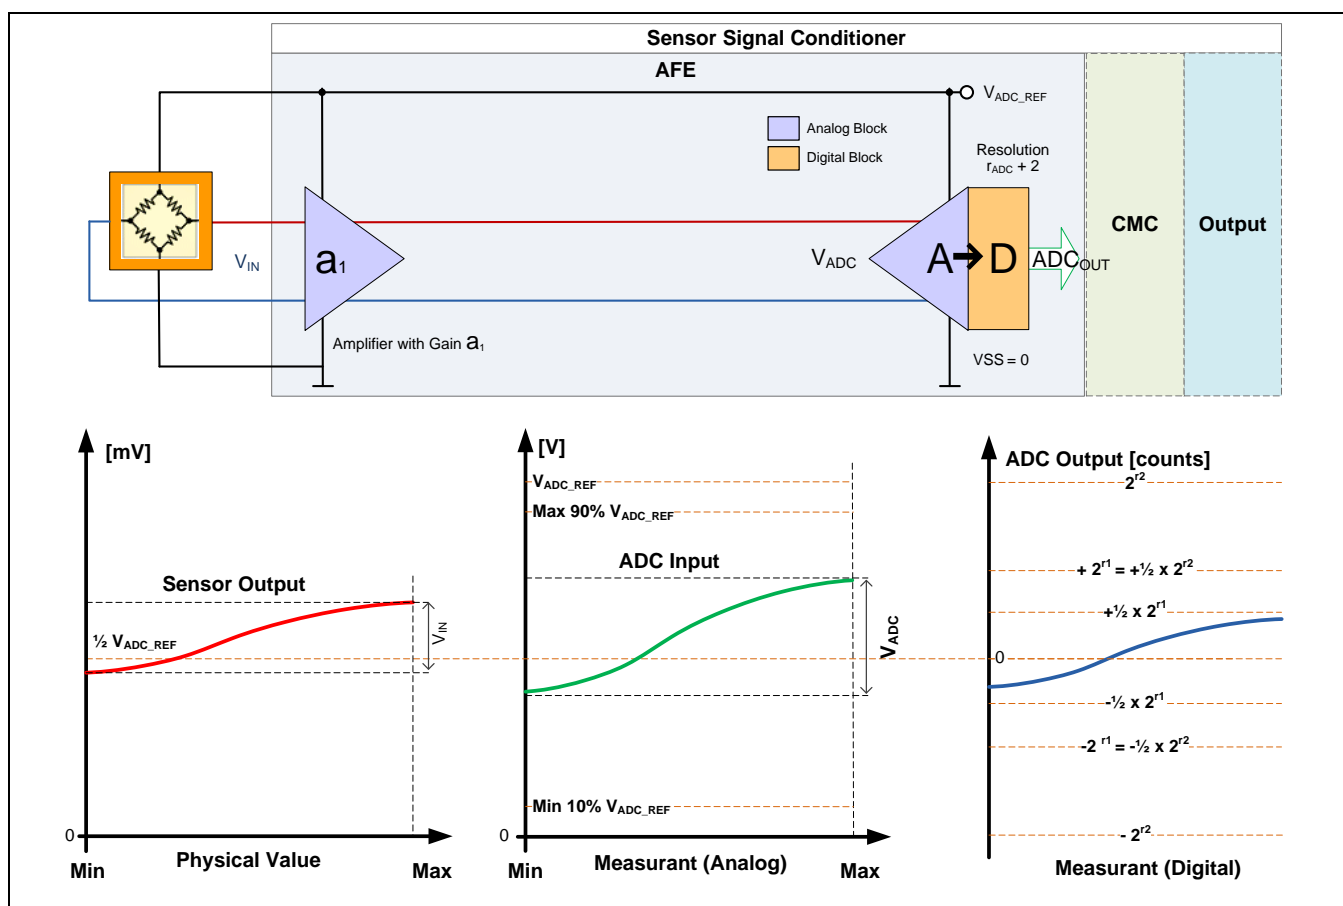 Sensor Signal Conditioner
AFE
V_ADC_REF
Analog Block
Digital Block
Resolution
r_ADC + 2
V_IN
a₁
V_ADC
A → D
ADC_OUT
CMC
Output
Amplifier with Gain a₁
VSS = 0
[mV]
Sensor Output
½ V_ADC_REF
V_IN
0
Min
Physical Value
Max
[V]
V_ADC_REF
Max 90% V_ADC_REF
ADC Input
V_ADC
Min 10% V_ADC_REF
0
Min
Measurant (Analog)
Max
ADC Output [counts]
2^r2
+ 2^r1 = +½ x 2^r2
+½ x 2^r1
0
-½ x 2^r1
-2 ^r1 = -½ x 2^r2
- 2^r2
Measurant (Digital)